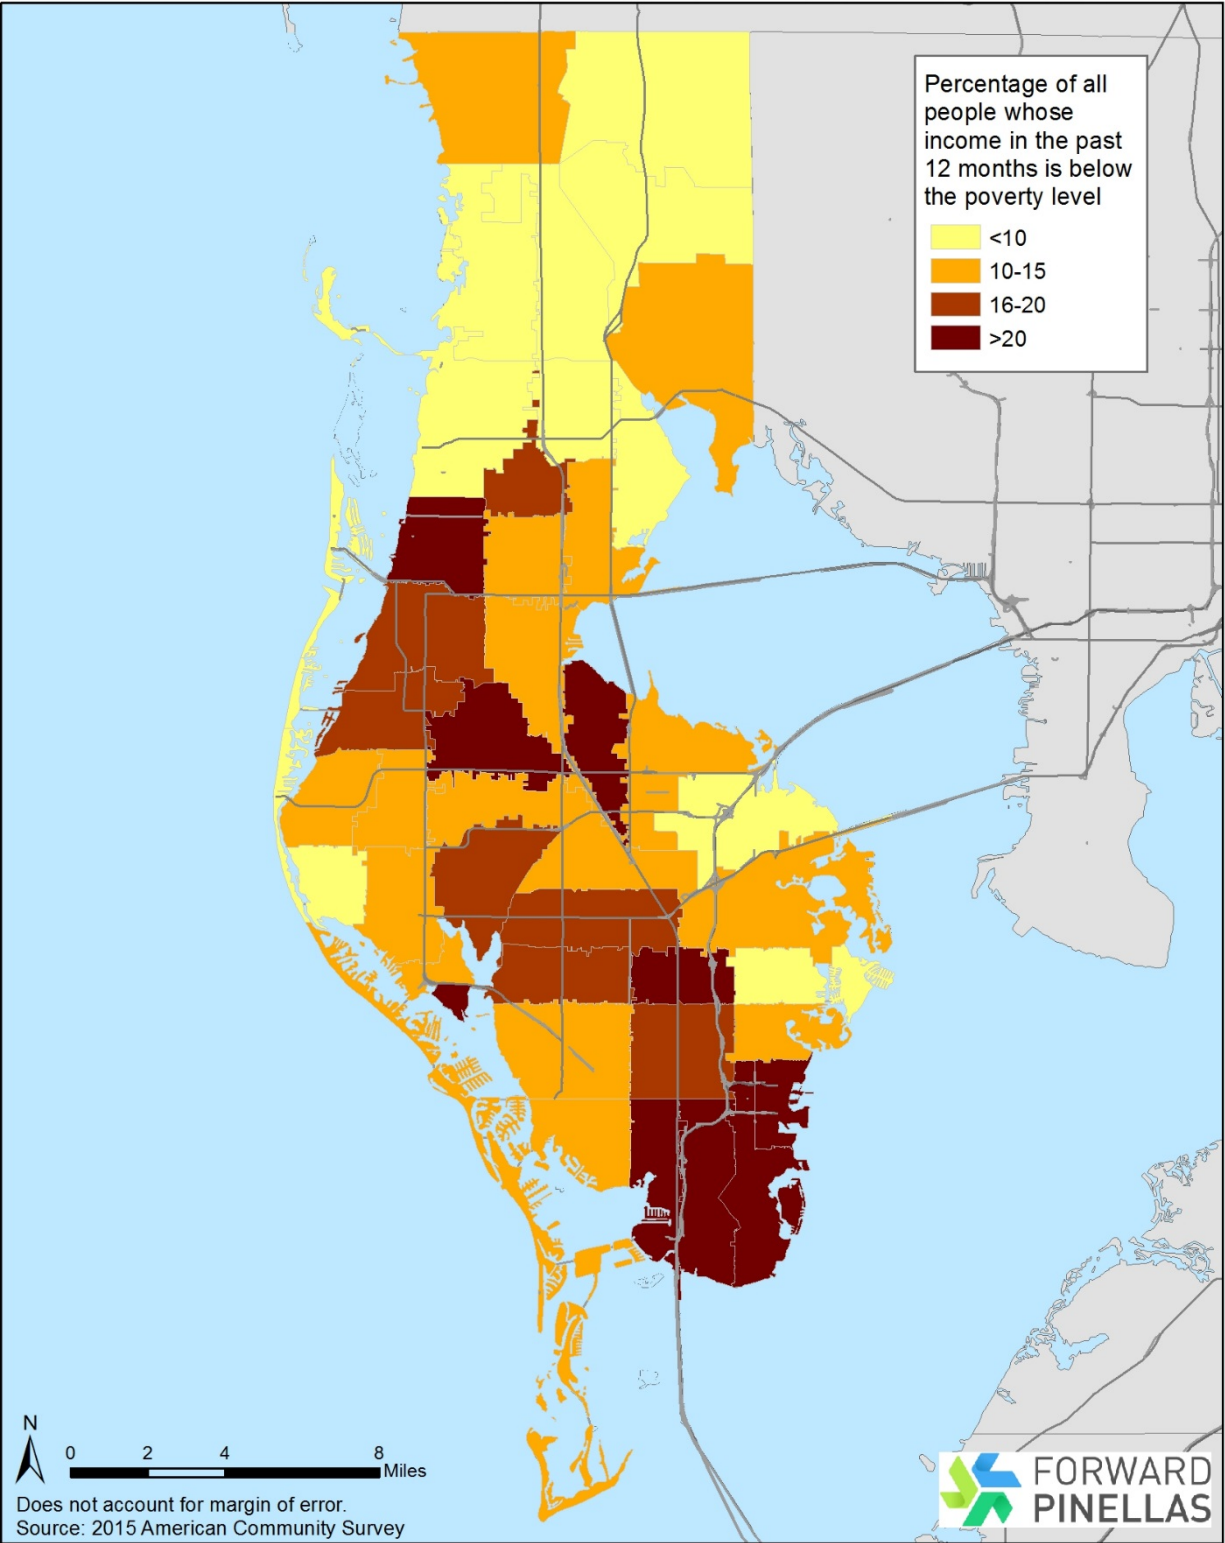 Percentage of all
people whose
income in the past
12 months is below
the poverty level
<10
10-15
16-20
>20
N
0 2 4 8
Miles
Does not account for margin of error.
Source: 2015 American Community Survey
FORWARD
PINELLAS